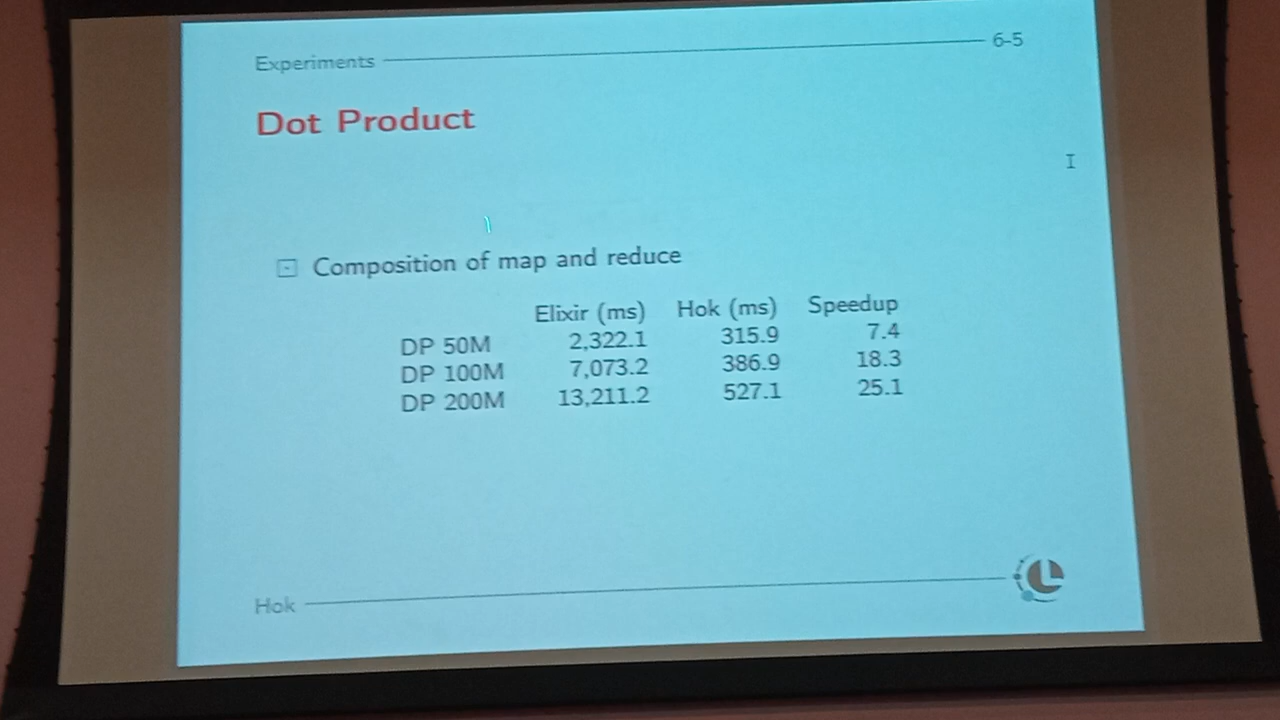 Experiments 6-5
Dot Product
Composition of map and reduce
Elixir (ms) Hok (ms) Speedup
DP 50M 2,322.1 315.9 7.4
DP 100M 7,073.2 386.9 18.3
DP 200M 13,211.2 527.1 25.1
Hok